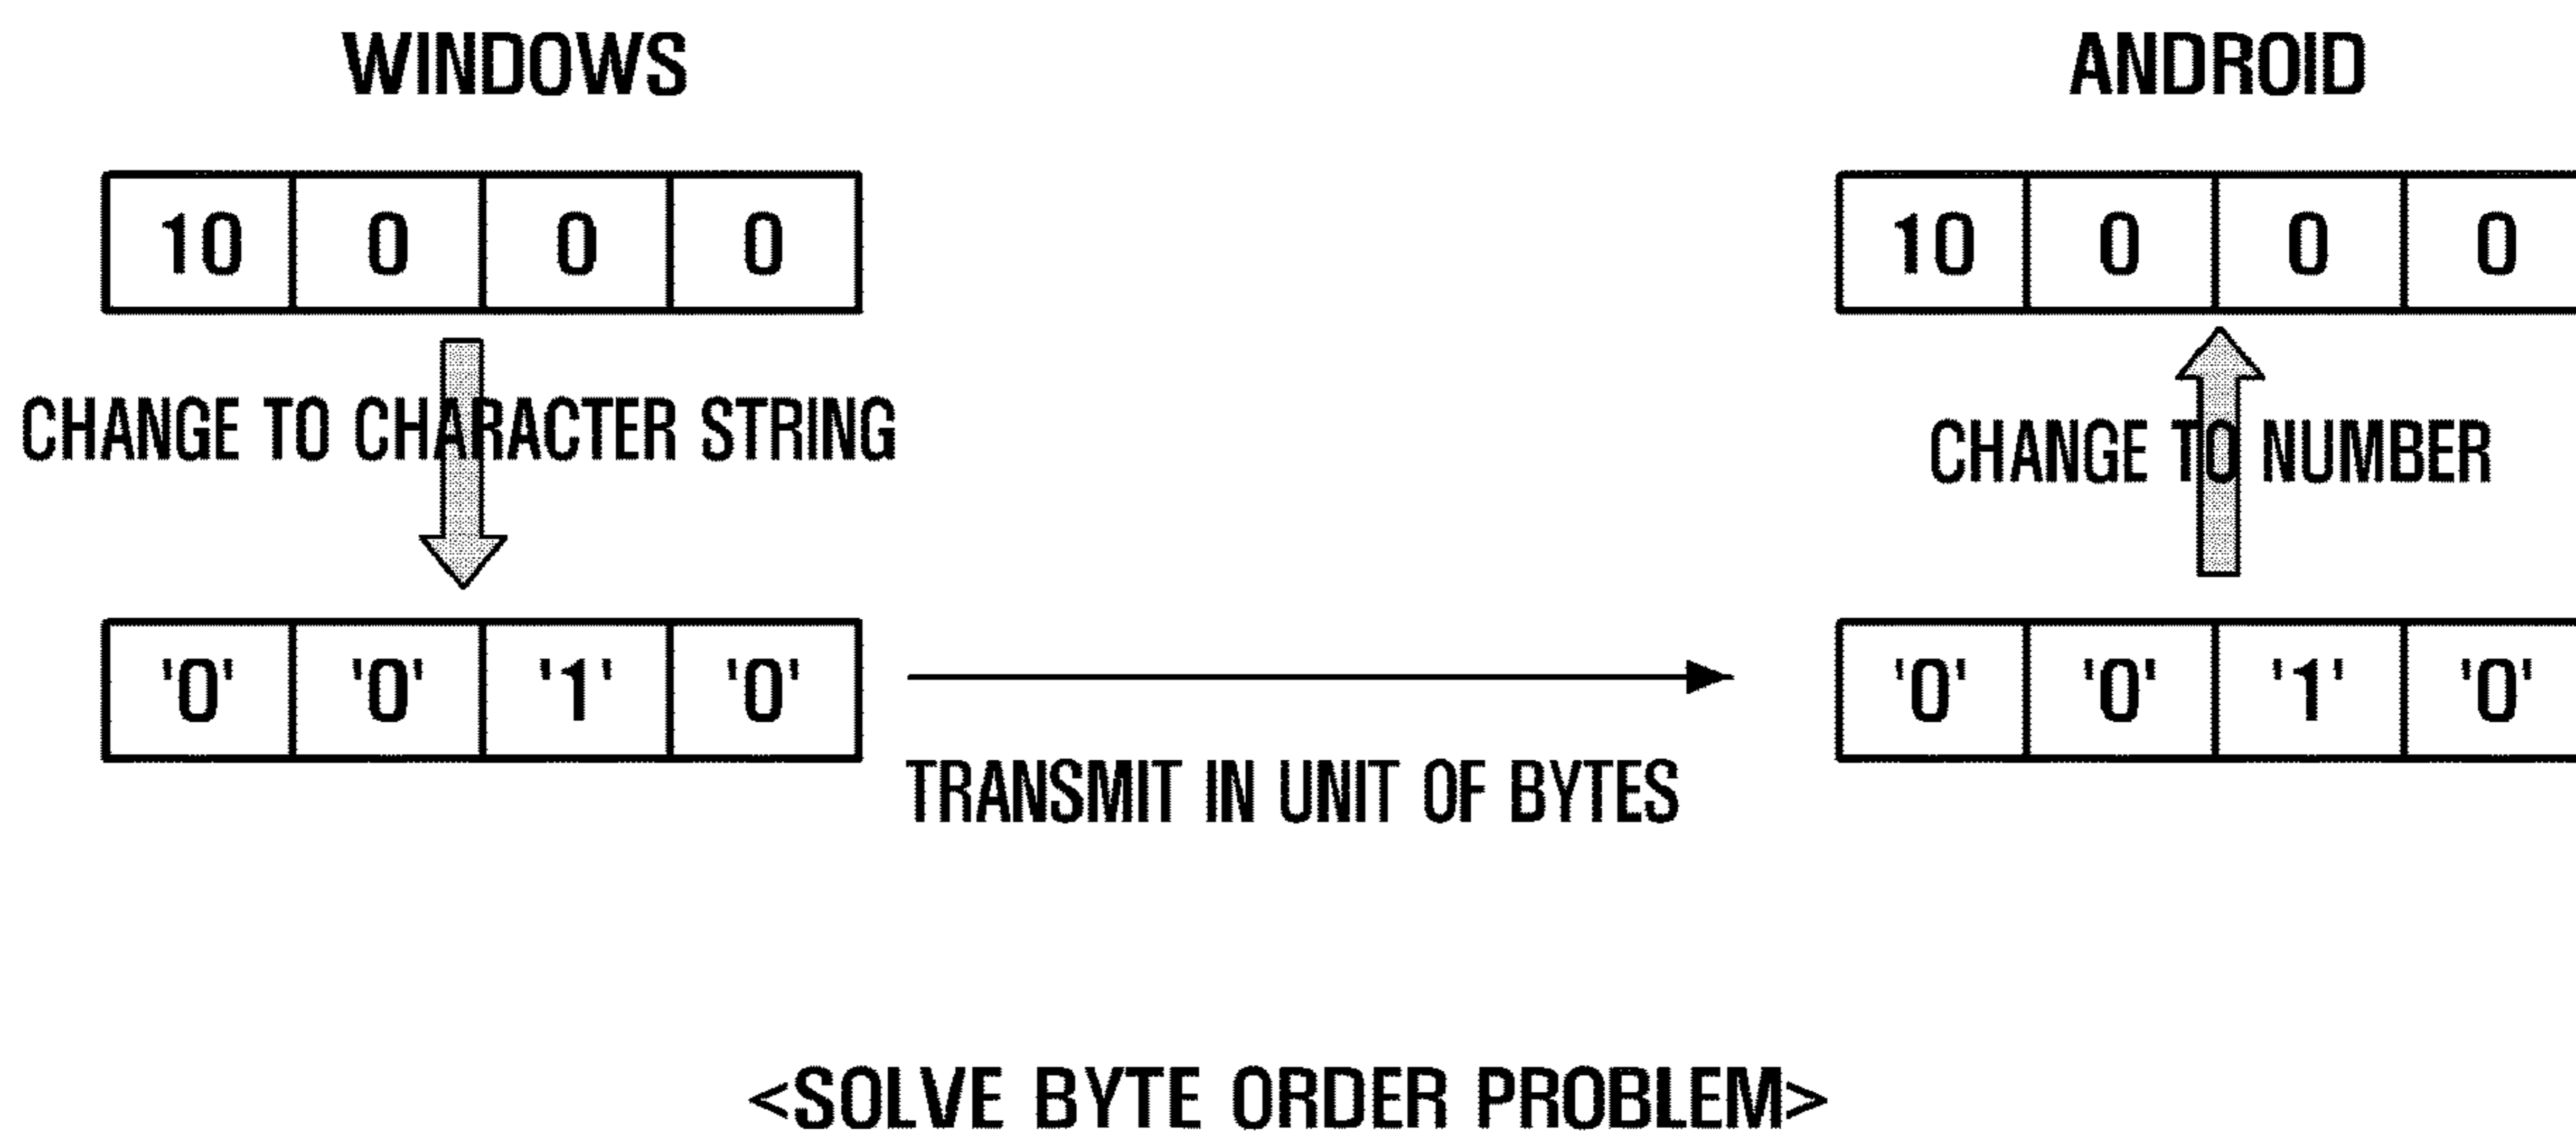 WINDOWS ANDROID
10 0 0 0 10 0 0 0
CHANGE TO CHARACTER STRING CHANGE TO NUMBER
'0' '0' '1' '0' '0' '0' '1' '0'
TRANSMIT IN UNIT OF BYTES
<SOLVE BYTE ORDER PROBLEM>